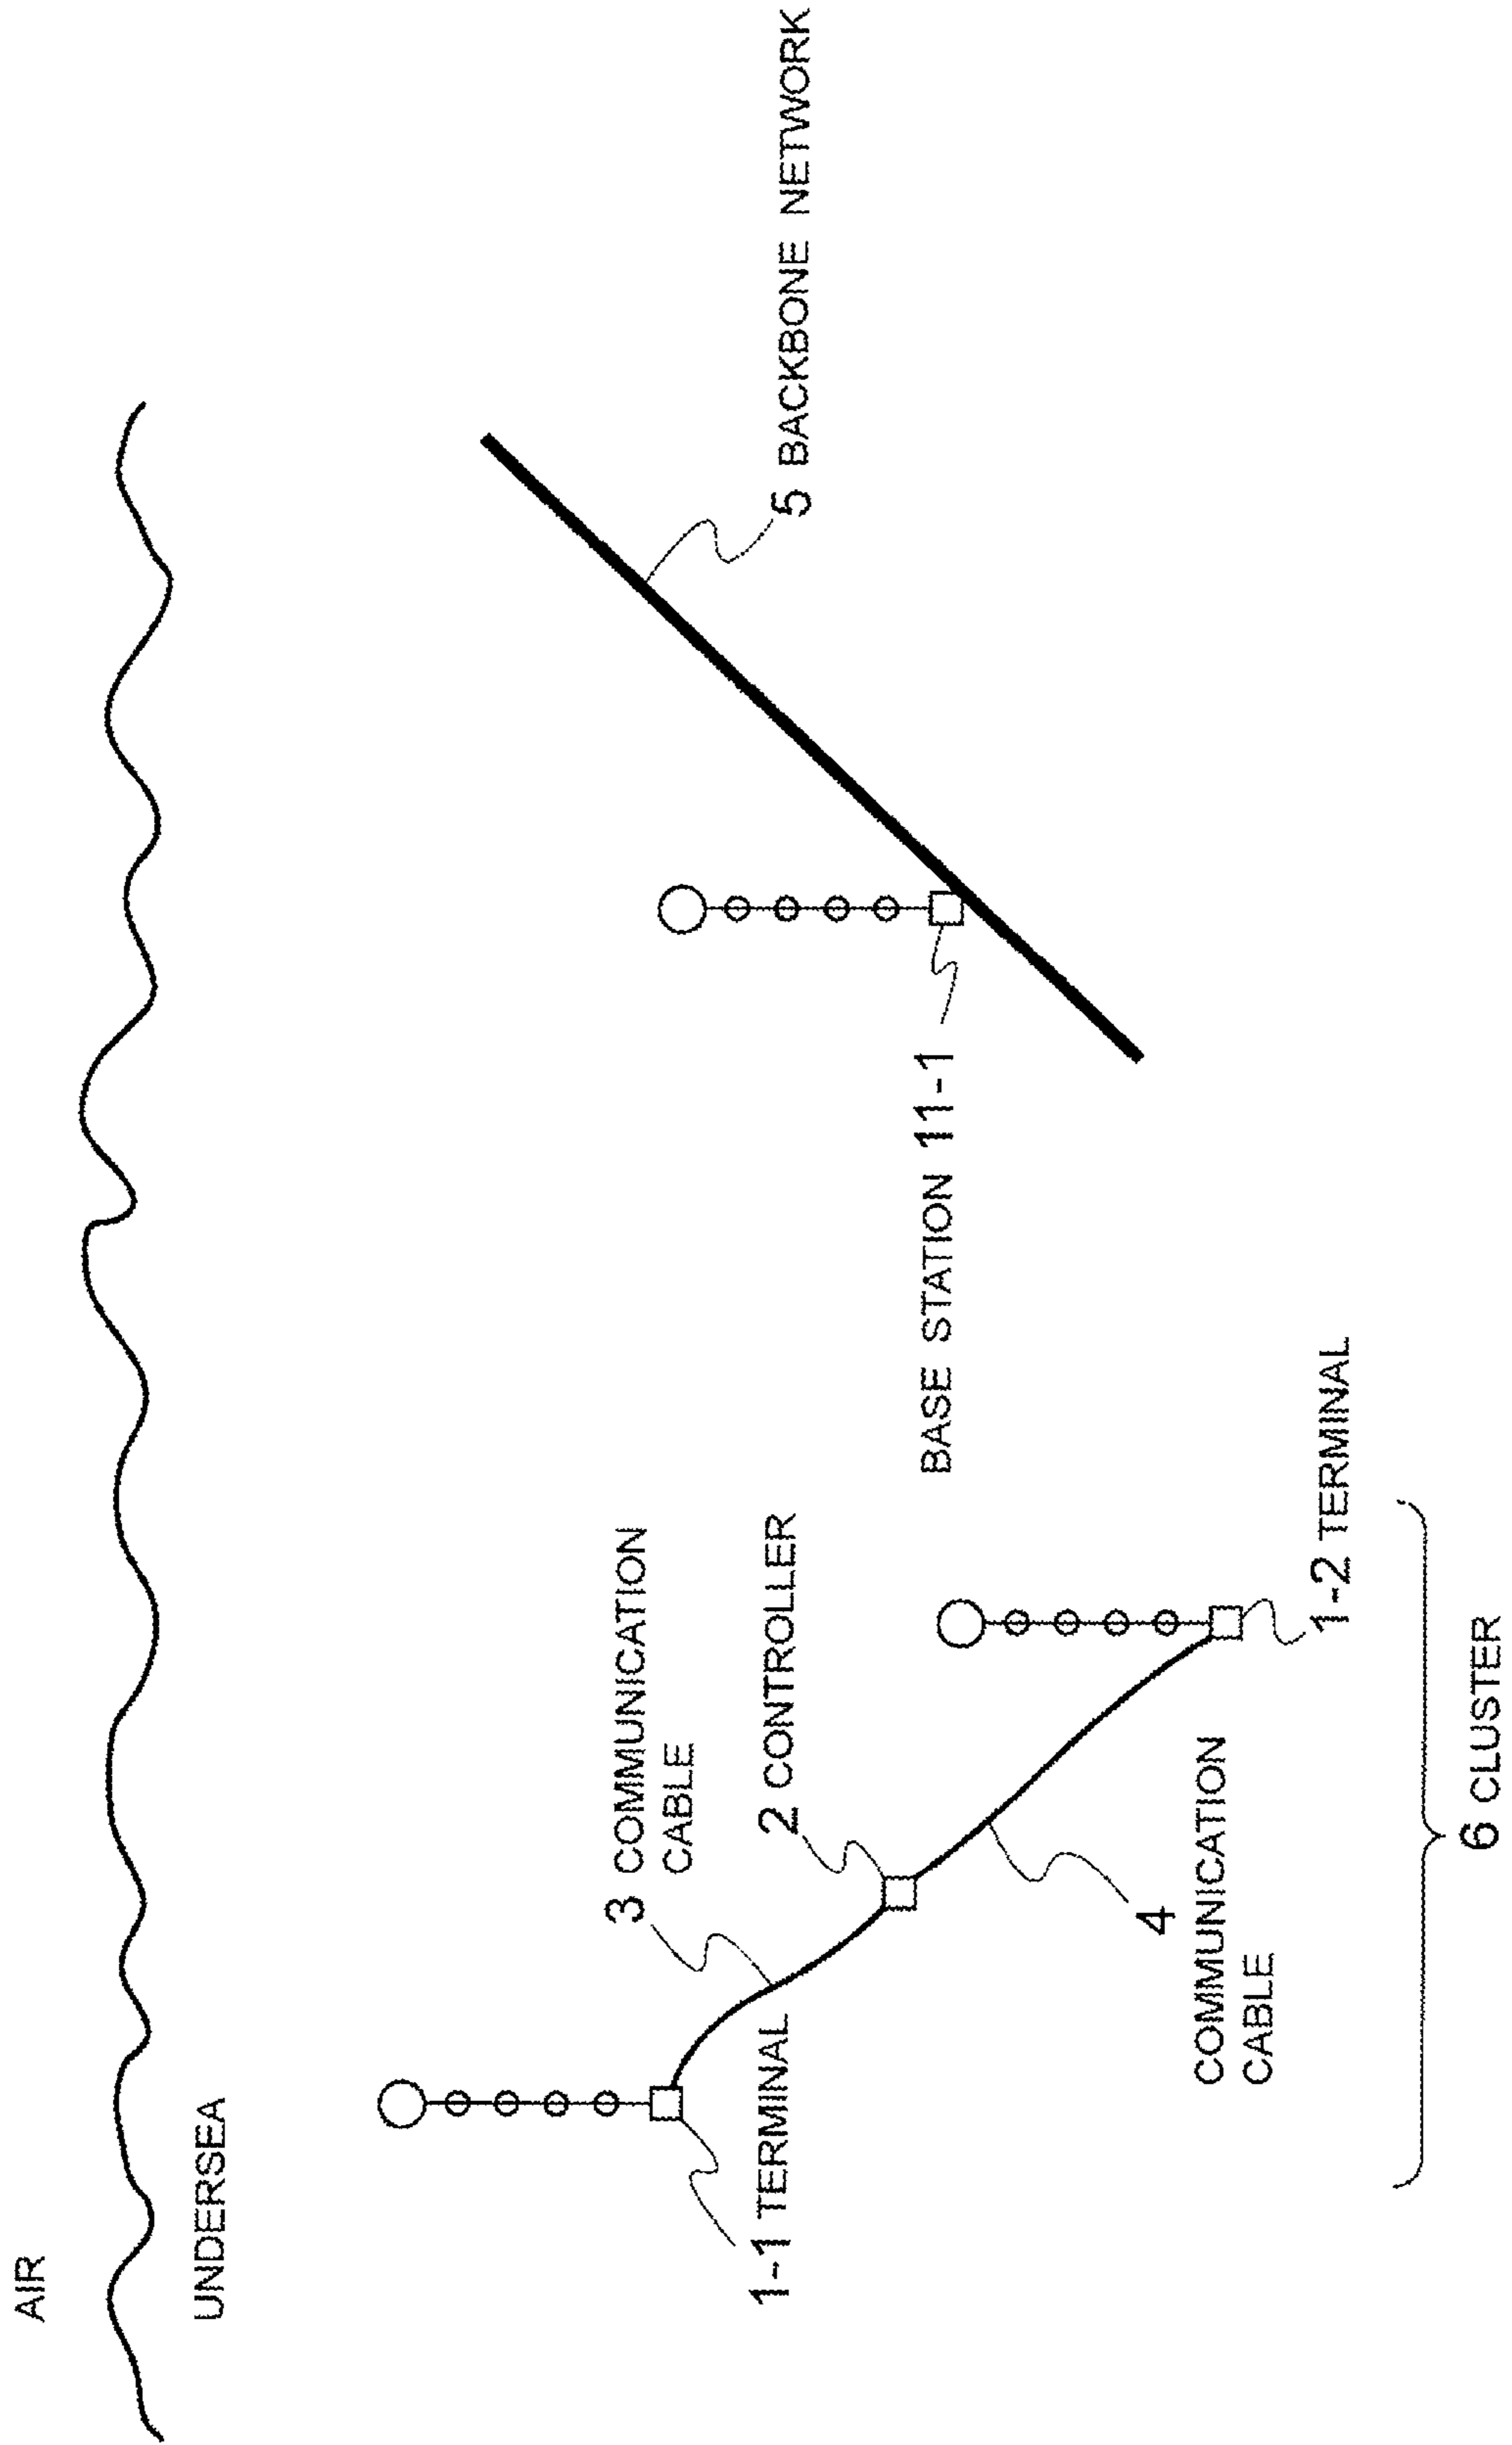 AIR
UNDERSEA
1-1 TERMINAL
3 COMMUNICATION
CABLE
2 CONTROLLER
4
COMMUNICATION
CABLE
1-2 TERMINAL
6 CLUSTER
BASE STATION 11-1
5 BACKBONE NETWORK